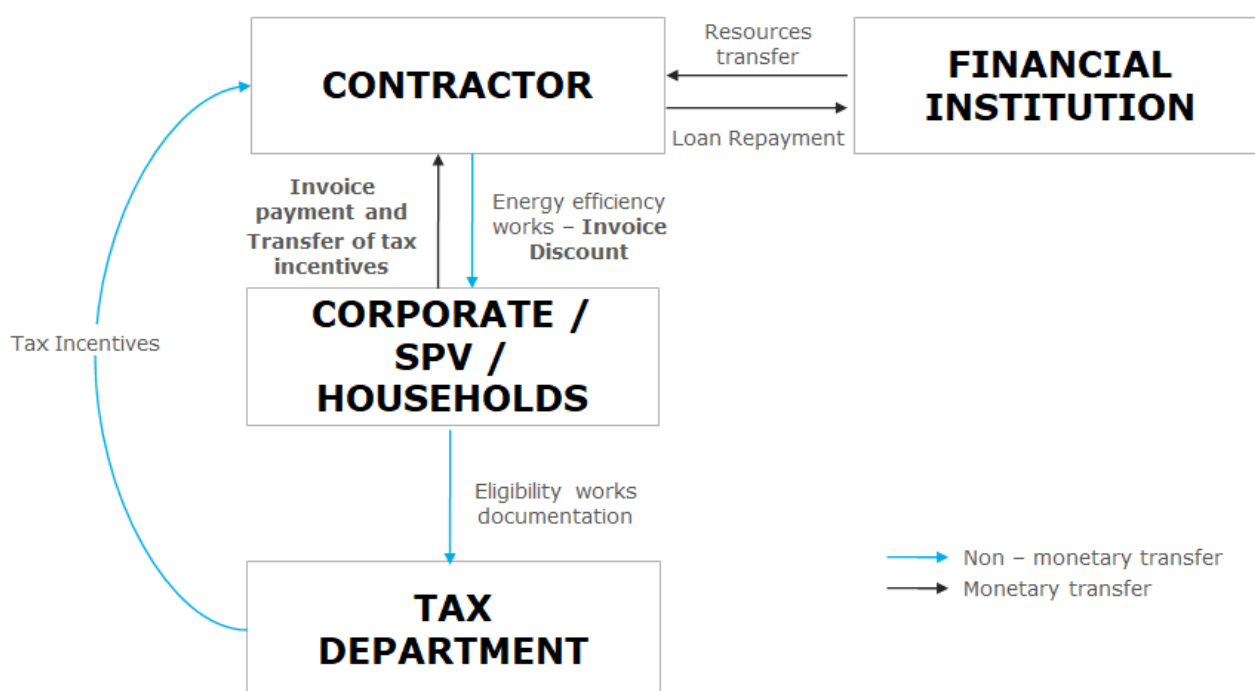 CONTRACTOR
Resources
transfer
Loan Repayment
FINANCIAL
INSTITUTION
Invoice
payment and
Transfer of tax
incentives
Energy efficiency
works – Invoice
Discount
Tax Incentives
CORPORATE /
SPV /
HOUSEHOLDS
Eligibility works
documentation
TAX
DEPARTMENT
Non – monetary transfer
Monetary transfer